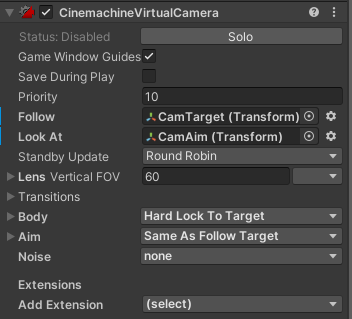 CinemachineVirtualCamera
Status: Disabled Solo
Game Window Guides
Save During Play
Priority 10
Follow CamTarget (Transform)
Look At CamAim (Transform)
Standby Update Round Robin
Lens Vertical FOV 60
Transitions
Body Hard Lock To Target
Aim Same As Follow Target
Noise none
Extensions
Add Extension (select)